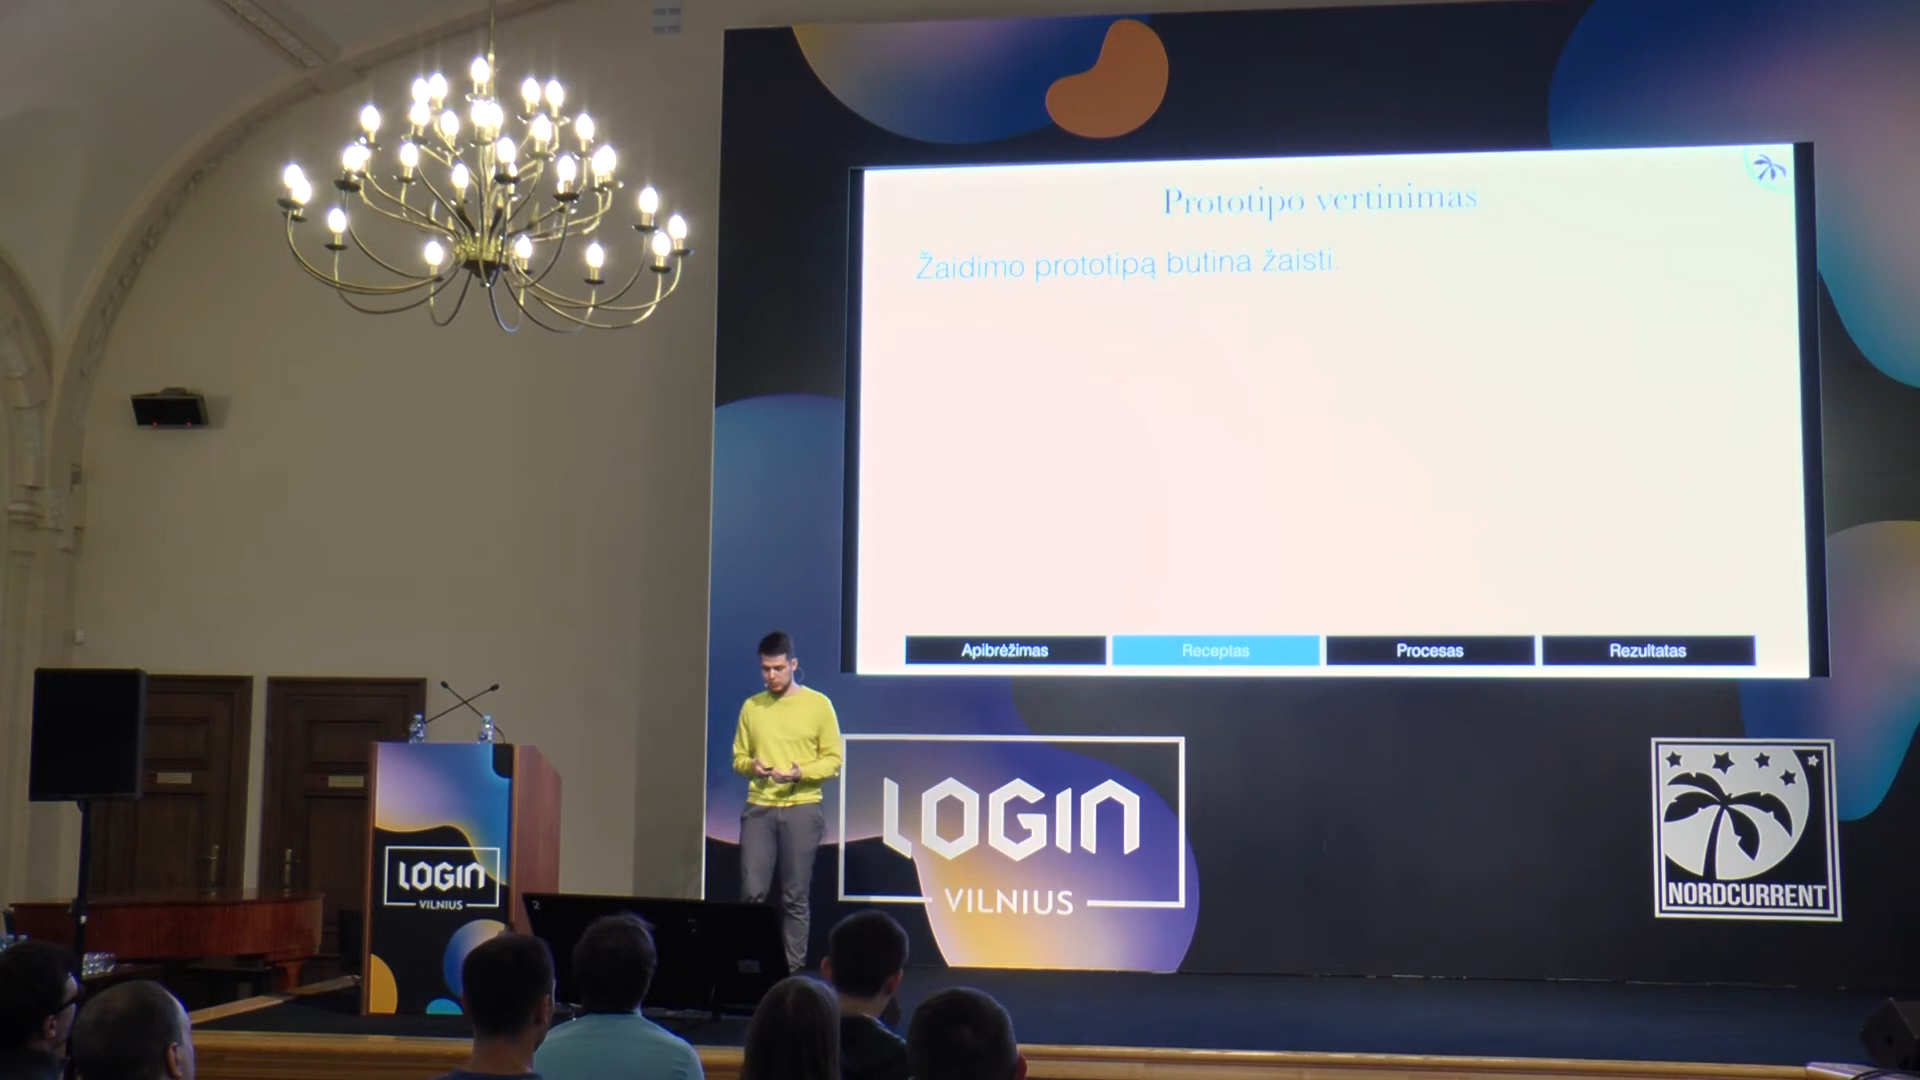 Prototipo vertinimas
Žaidimo prototipą būtina žaisti.
Apibrėžimas
Receptas
Procesas
Rezultatas
LOGIN
VILNIUS
NORDCURRENT
LOGIN
VILNIUS